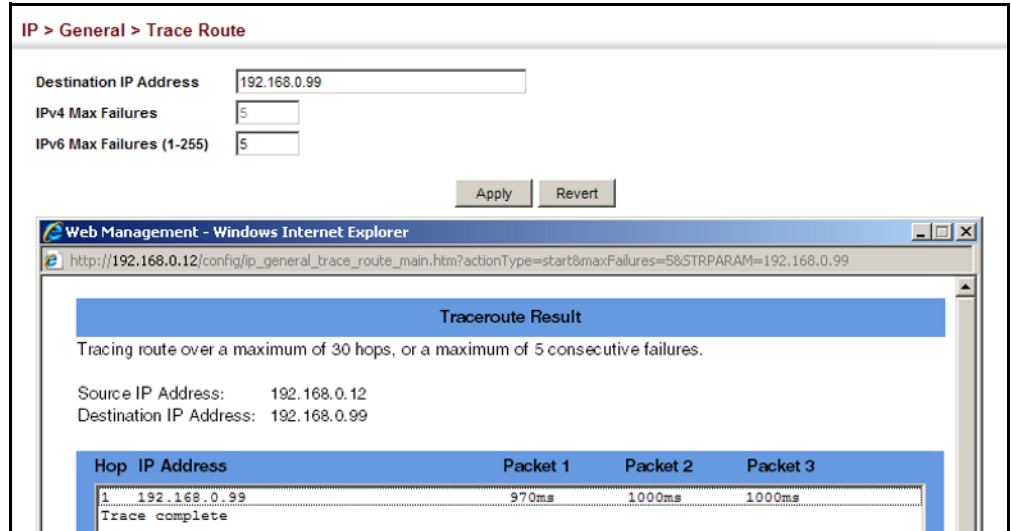 IP > General > Trace Route
Destination IP Address 192.168.0.99
IPv4 Max Failures 5
IPv6 Max Failures (1-255) 5
Apply Revert
Web Management - Windows Internet Explorer
http://192.168.0.12/config/ip_general_trace_route_main.htm?actionType=start&maxFailures=5&STRPARAM=192.168.0.99
Traceroute Result
Tracing route over a maximum of 30 hops, or a maximum of 5 consecutive failures.
Source IP Address: 192.168.0.12
Destination IP Address: 192.168.0.99
Hop IP Address Packet 1 Packet 2 Packet 3
1 192.168.0.99 970ms 1000ms 1000ms
Trace complete